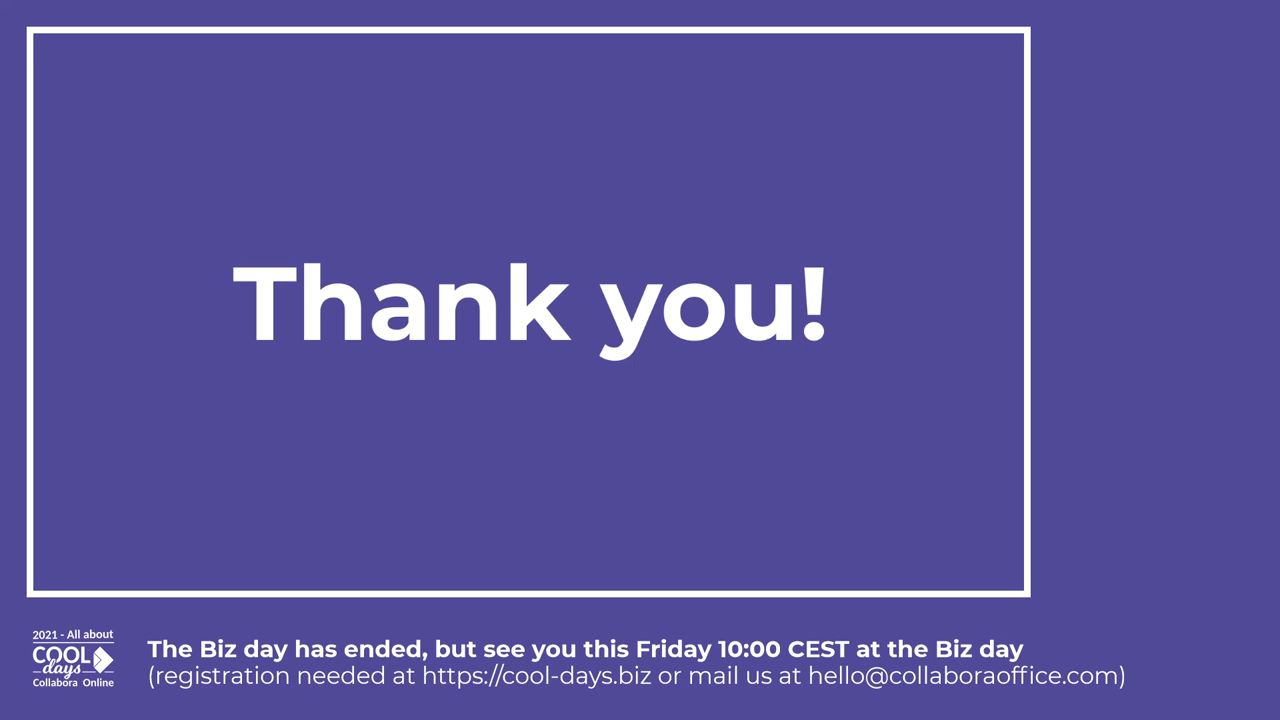 Thank you!
2021 - All about
COOL
days
Collabora Online
The Biz day has ended, but see you this Friday 10:00 CEST at the Biz day
(registration needed at https://cool-days.biz or mail us at hello@collaboraoffice.com)